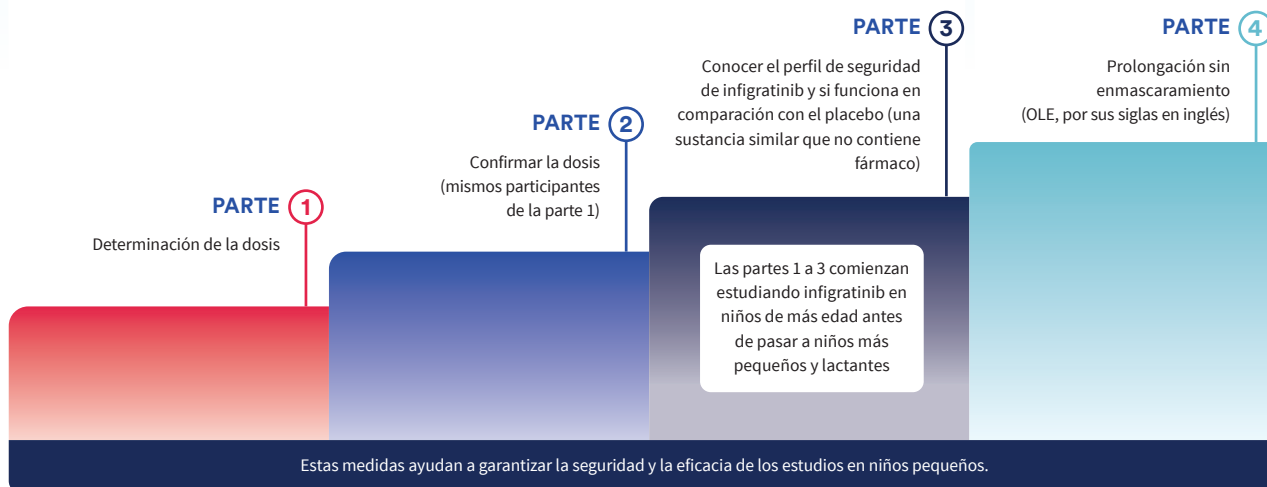 PARTE 1
Determinación de la dosis
PARTE 2
Confirmar la dosis
(mismos participantes
de la parte 1)
PARTE 3
Conocer el perfil de seguridad
de infigratinib y si funciona en
comparación con el placebo (una
sustancia similar que no contiene
fármaco)
Las partes 1 a 3 comienzan
estudiando infigratinib en
niños de más edad antes
de pasar a niños más
pequeños y lactantes
PARTE 4
Prolongación sin
enmascaramiento
(OLE, por sus siglas en inglés)
Estas medidas ayudan a garantizar la seguridad y la eficacia de los estudios en niños pequeños.